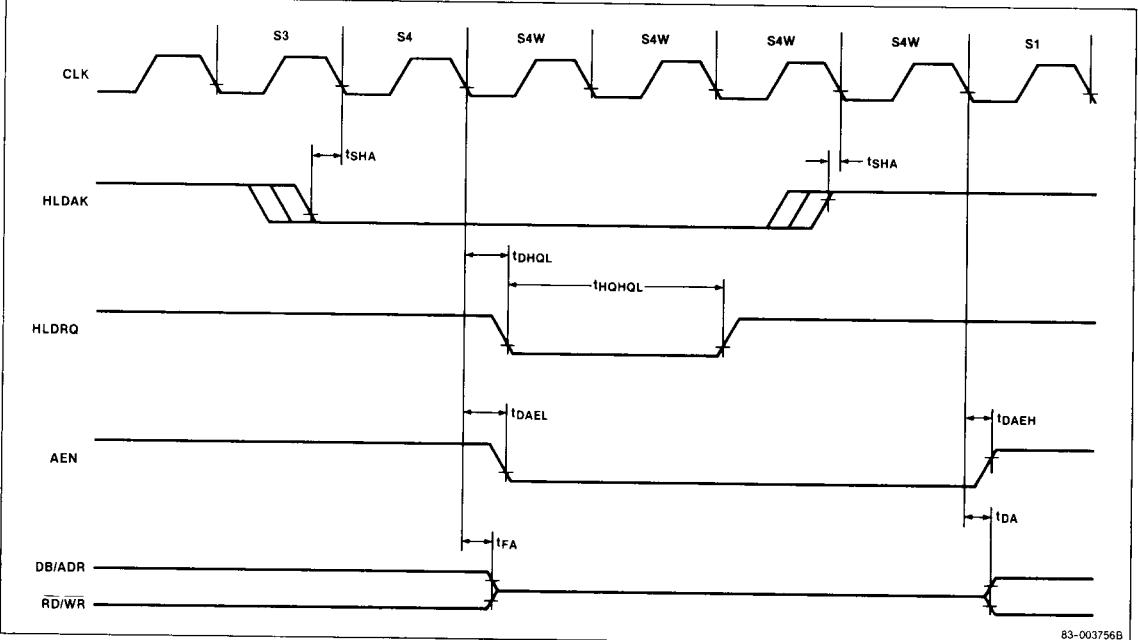 S3 S4 S4W S4W S4W S4W S1
CLK
tSHA tSHA
HLDAK
tDHQL
tHQHQL
HLDRQ
tDAEL tDAEH
AEN
tDA
tFA
DB/ADR
RD/WR
83-003756B